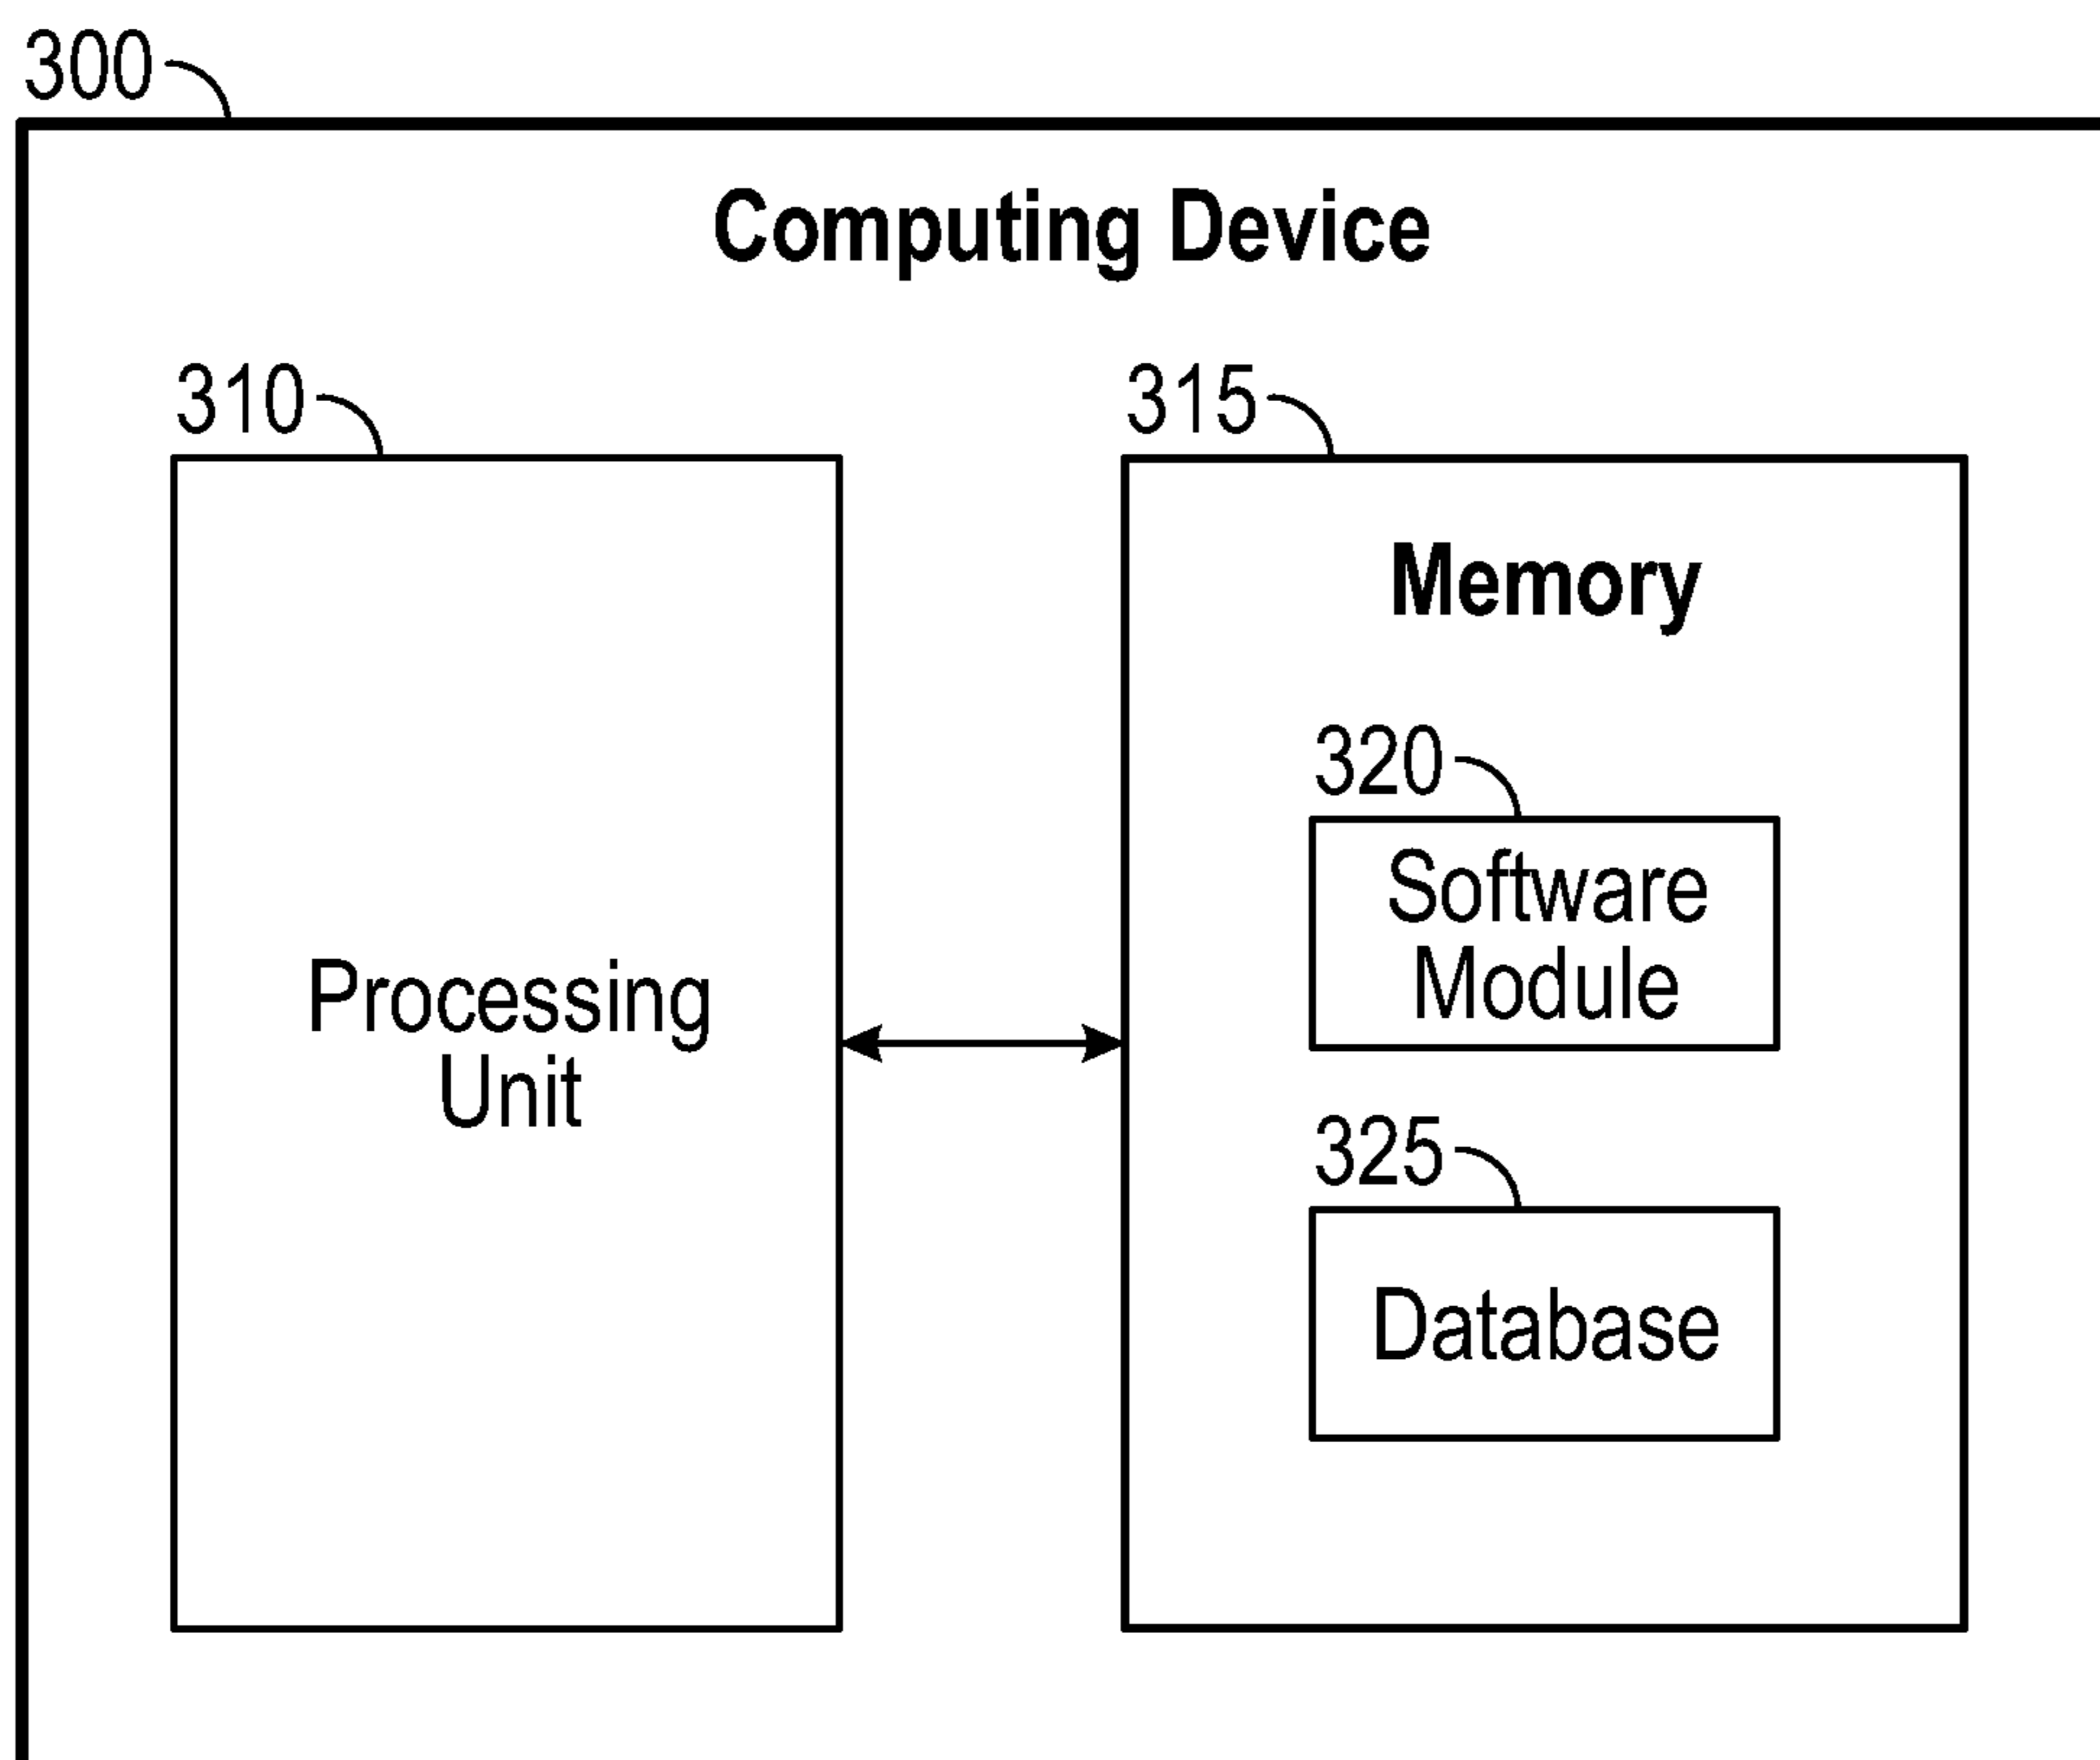 300
Computing Device
310
315
Memory
320
Software
Module
Processing
Unit
325
Database